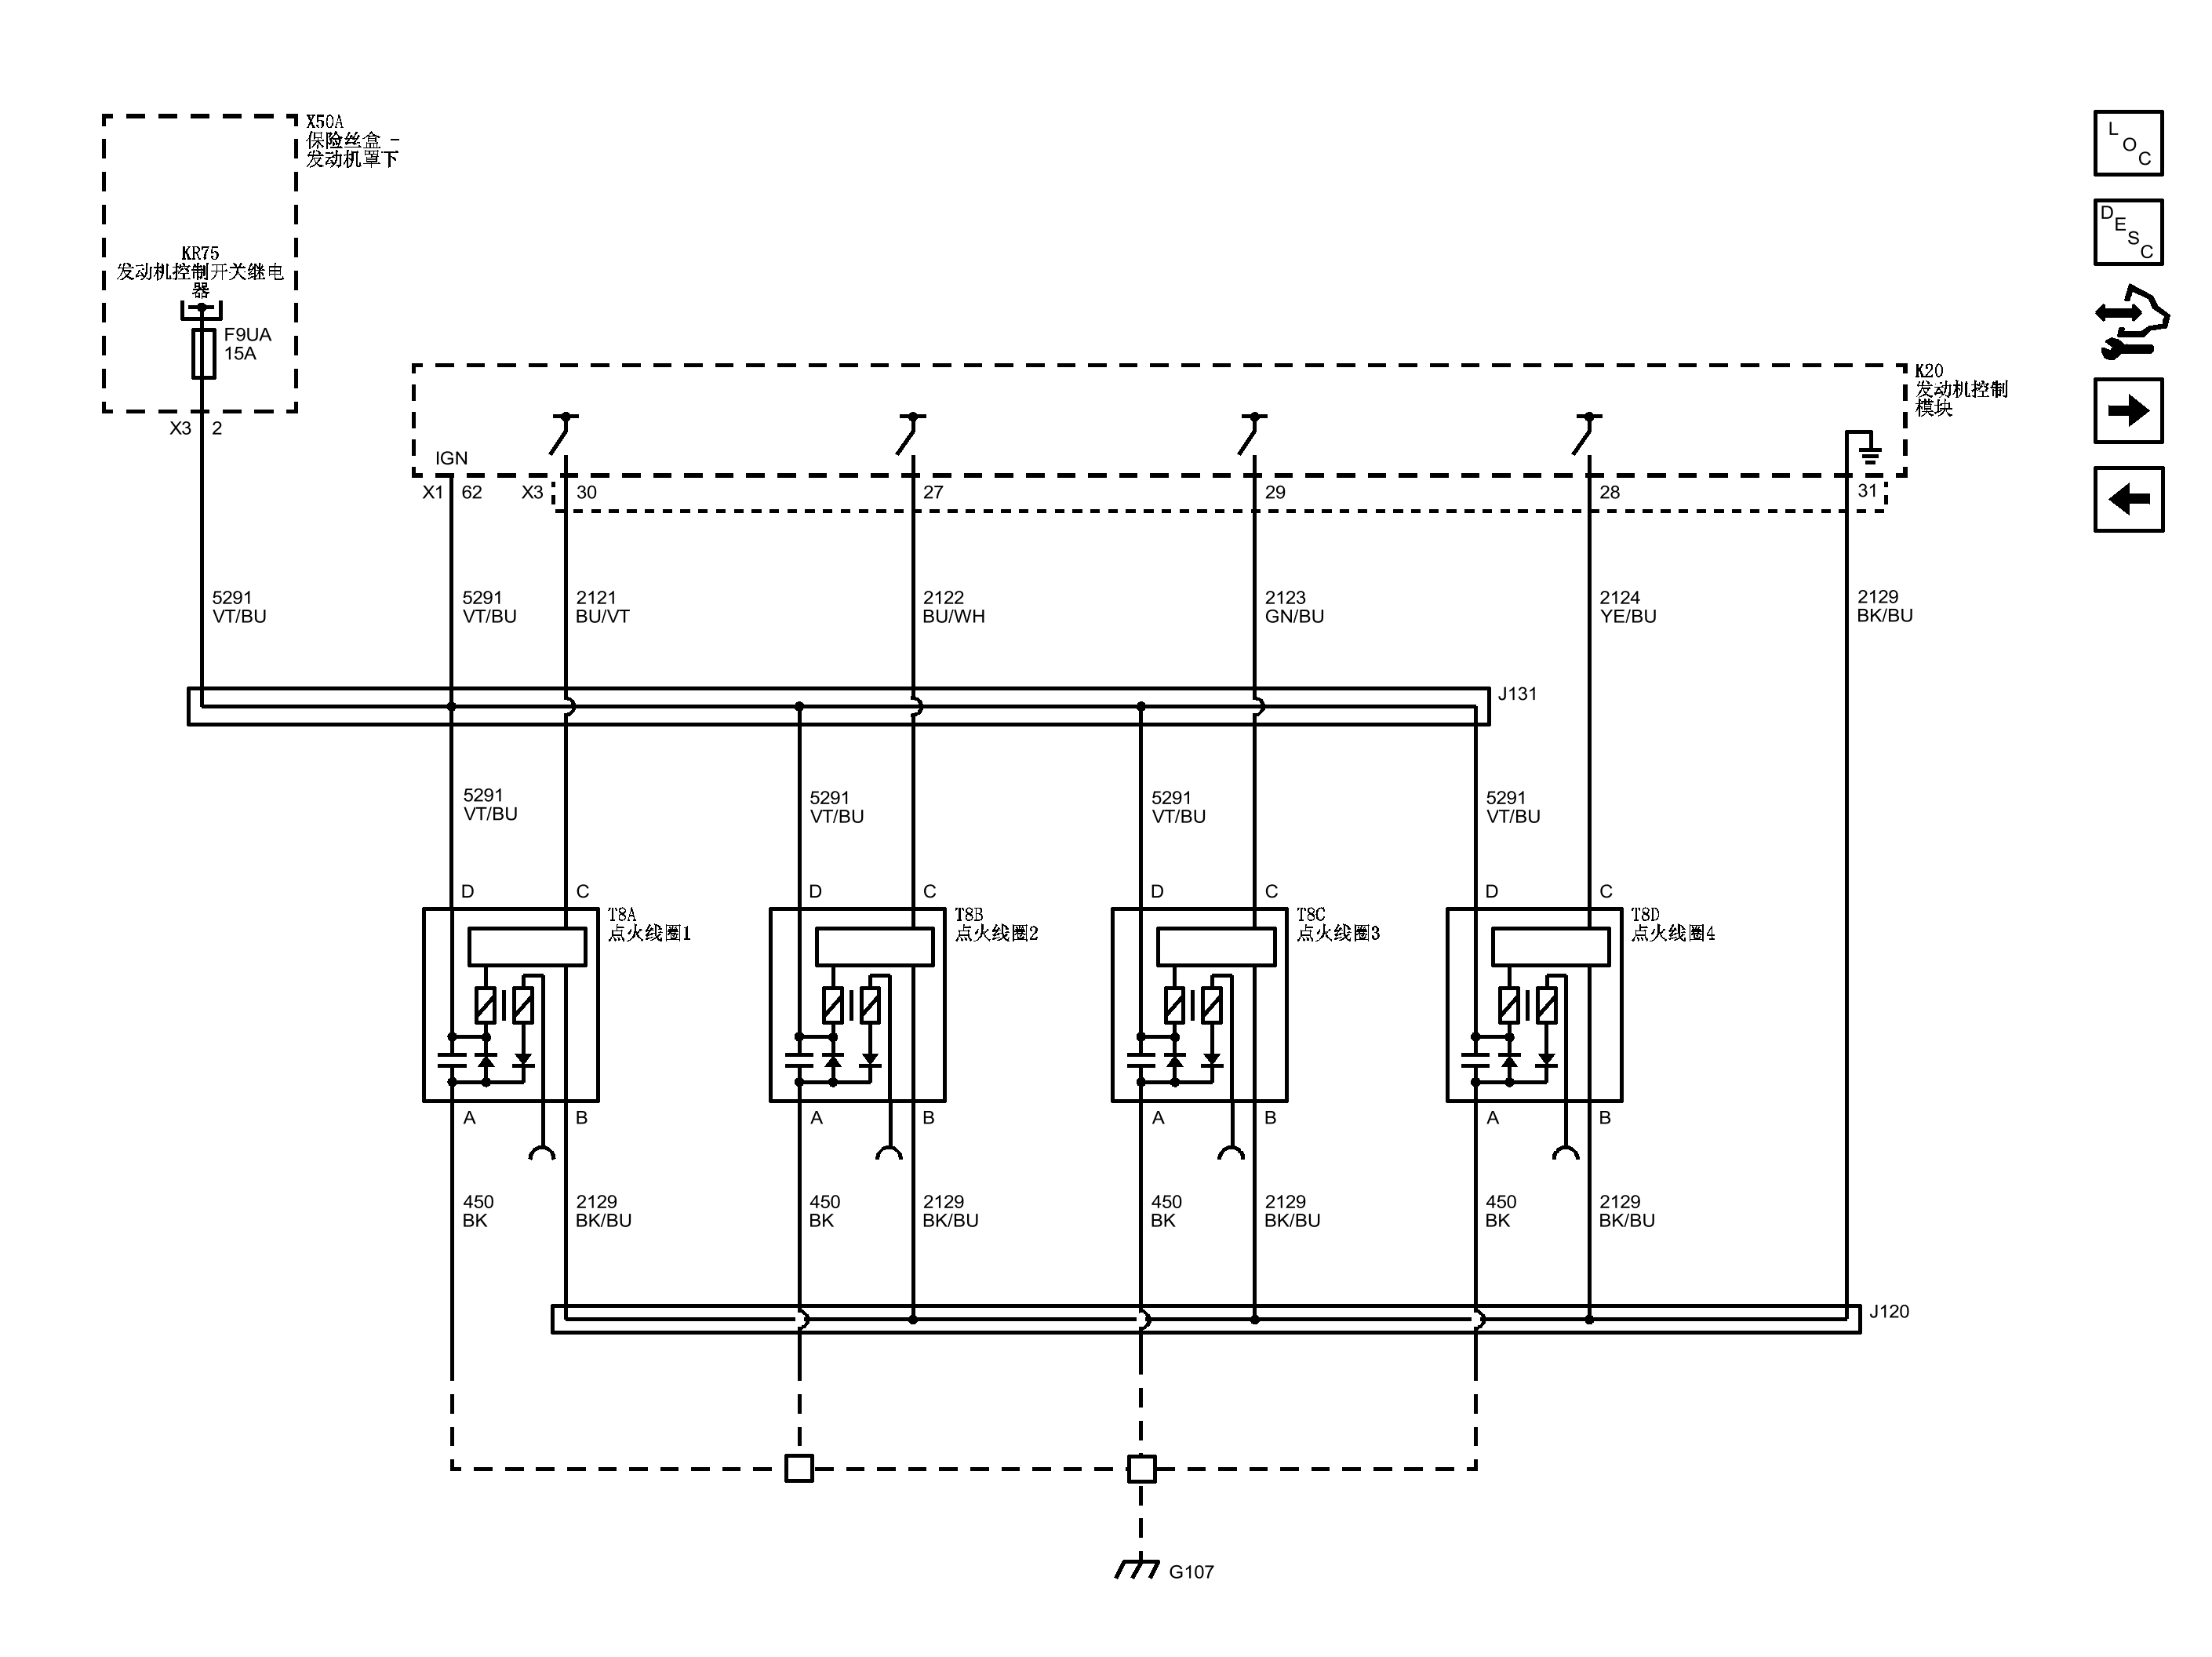 X50A
保险丝盒 -
发动机罩下
KR75
发动机控制开关继电
器
F9UA
15A
X3 2
K20
发动机控制
模块
IGN
X1 62 X3 30 27 29 28 31
5291
VT/BU
5291
VT/BU
2121
BU/VT
2122
BU/WH
2123
GN/BU
2124
YE/BU
2129
BK/BU
J131
5291
VT/BU
5291
VT/BU
5291
VT/BU
5291
VT/BU
D C D C D C D C
T8A
点火线圈1
T8B
点火线圈2
T8C
点火线圈3
T8D
点火线圈4
A B A B A B A B
450
BK
2129
BK/BU
450
BK
2129
BK/BU
450
BK
2129
BK/BU
450
BK
2129
BK/BU
J120
G107
LOC
DESC